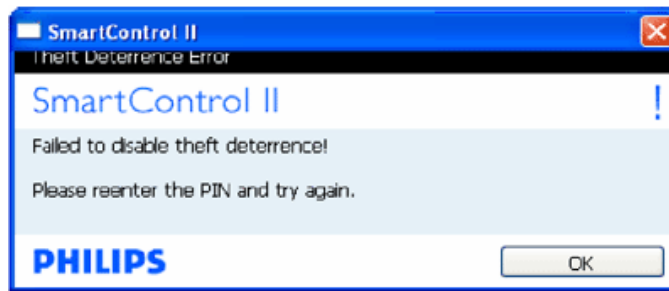 SmartControl II
Theft Deterrence Error
SmartControl II !
Failed to disable theft deterrence!
Please reenter the PIN and try again.
PHILIPS OK